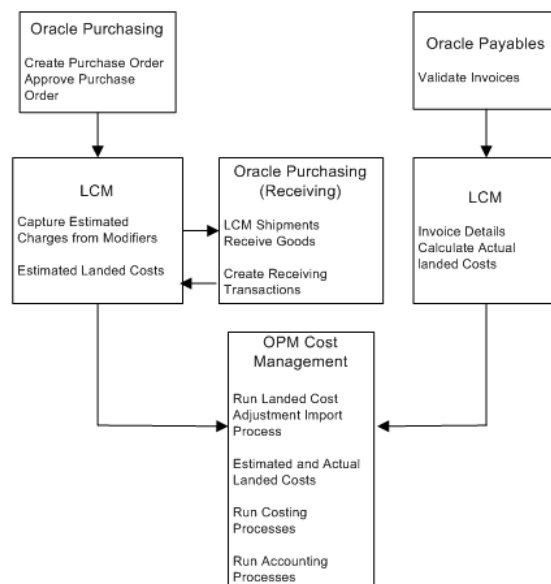 Oracle Purchasing
Create Purchase Order
Approve Purchase
Order
Oracle Payables
Validate Invoices
LCM
Capture Estimated
Charges from Modifiers
Estimated Landed Costs
Oracle Purchasing
(Receiving)
LCM Shipments
Receive Goods
Create Receiving
Transactions
LCM
Invoice Details
Calculate Actual
landed Costs
OPM Cost
Management
Run Landed Cost
Adjustment Import
Process
Estimated and Actual
Landed Costs
Run Costing
Processes
Run Accounting
Processes